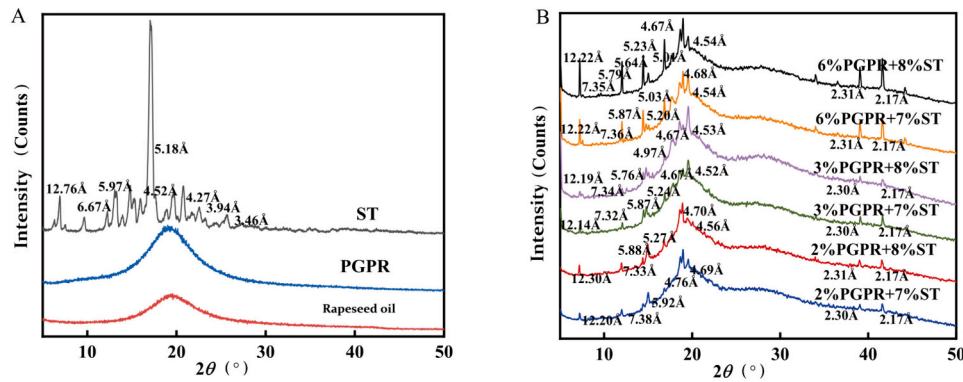 A
Intensity (Counts)
12.76Å
6.67Å
5.97Å
5.18Å
4.52Å
4.27Å
3.94Å
3.46Å
ST
PGPR
Rapeseed oil
10 20 30 40 50
2θ (°)
B
Intensity (Counts)
12.22Å
7.35Å
5.79Å
5.64Å
5.23Å
4.67Å
5.04Å
4.54Å
6%PGPR+8%ST
2.31Å
2.17Å
12.22Å
7.36Å
5.87Å
5.03Å
5.20Å
4.68Å
4.54Å
6%PGPR+7%ST
2.31Å
2.17Å
12.19Å
7.34Å
5.76Å
4.97Å
4.67Å
4.53Å
3%PGPR+8%ST
2.30Å
2.17Å
12.14Å
7.32Å
5.87Å
5.24Å
4.67Å
4.52Å
3%PGPR+7%ST
2.30Å
2.17Å
12.30Å
7.33Å
5.88Å
5.27Å
4.70Å
4.56Å
2%PGPR+8%ST
2.31Å
2.17Å
12.20Å
7.38Å
5.92Å
4.76Å
4.69Å
2%PGPR+7%ST
2.30Å
2.17Å
10 20 30 40 50
2θ (°)